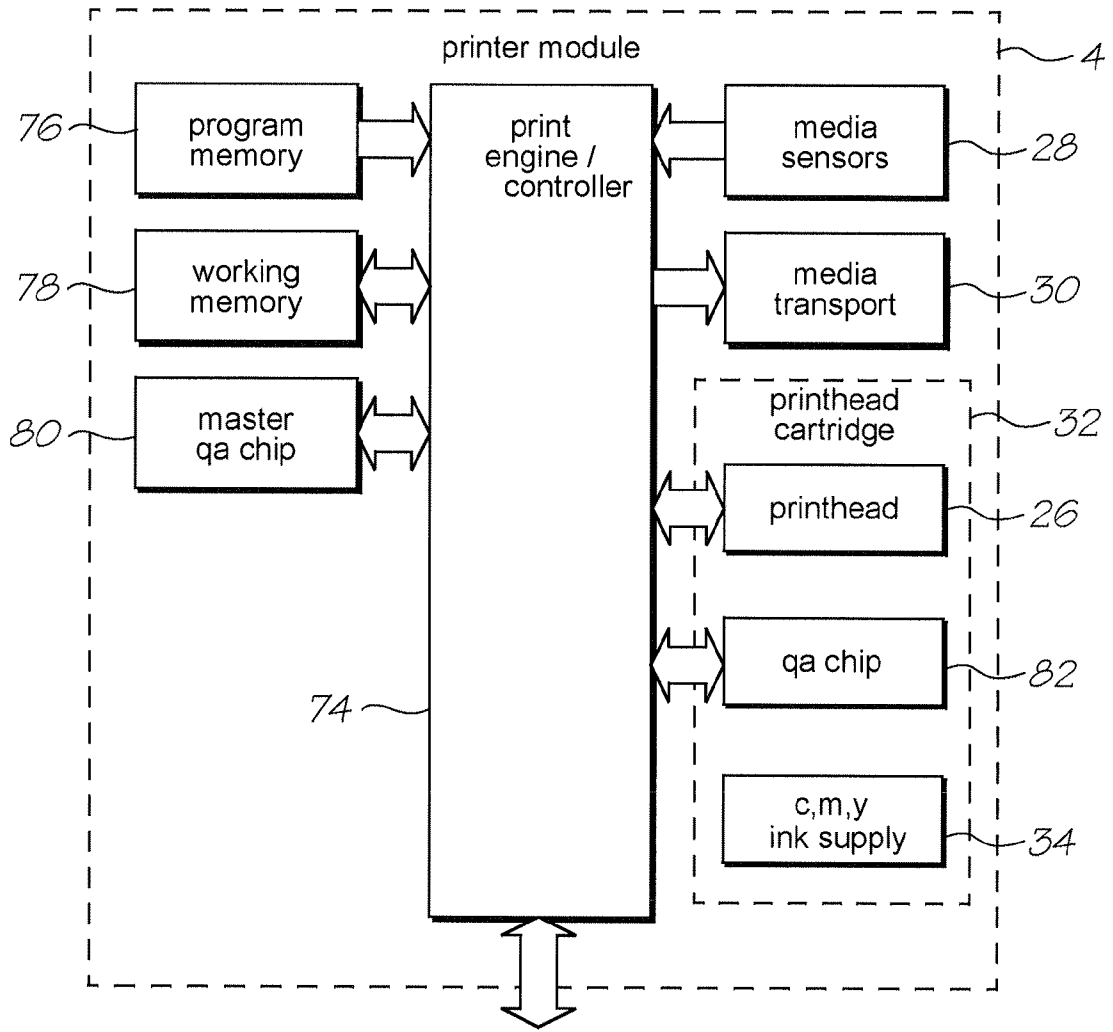 printer module
4
76
program
memory
print
engine /
controller
media
sensors
28
78
working
memory
media
transport
30
80
master
qa chip
printhead
cartridge
32
printhead
26
74
qa chip
82
c,m,y
ink supply
34